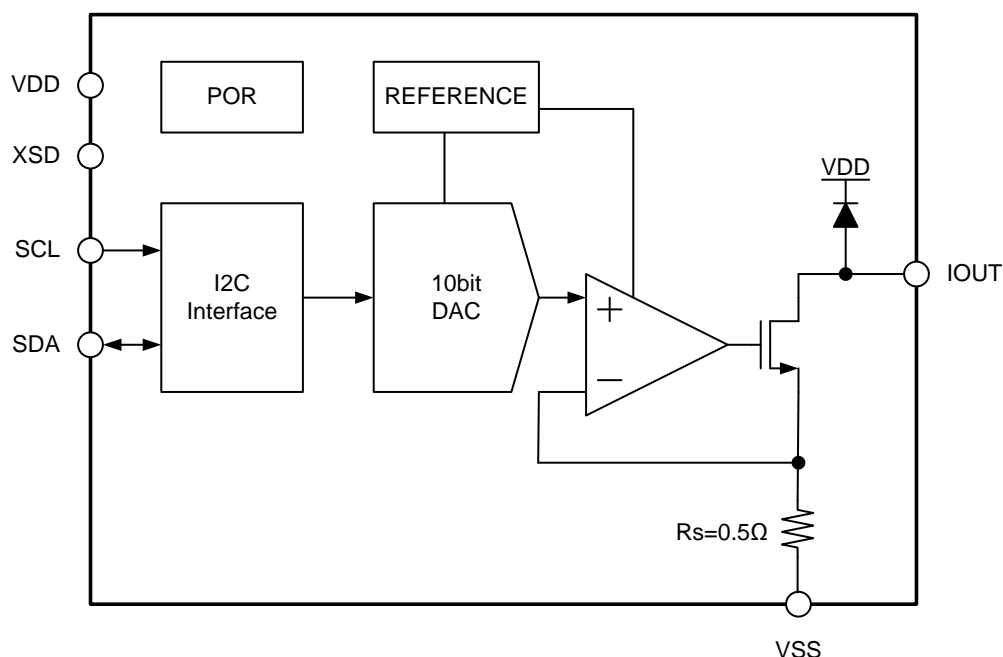 VDD
POR
REFERENCE
XSD
VDD
SCL
I2C
Interface
10bit
DAC
IOUT
SDA
+
−
Rs=0.5Ω
VSS